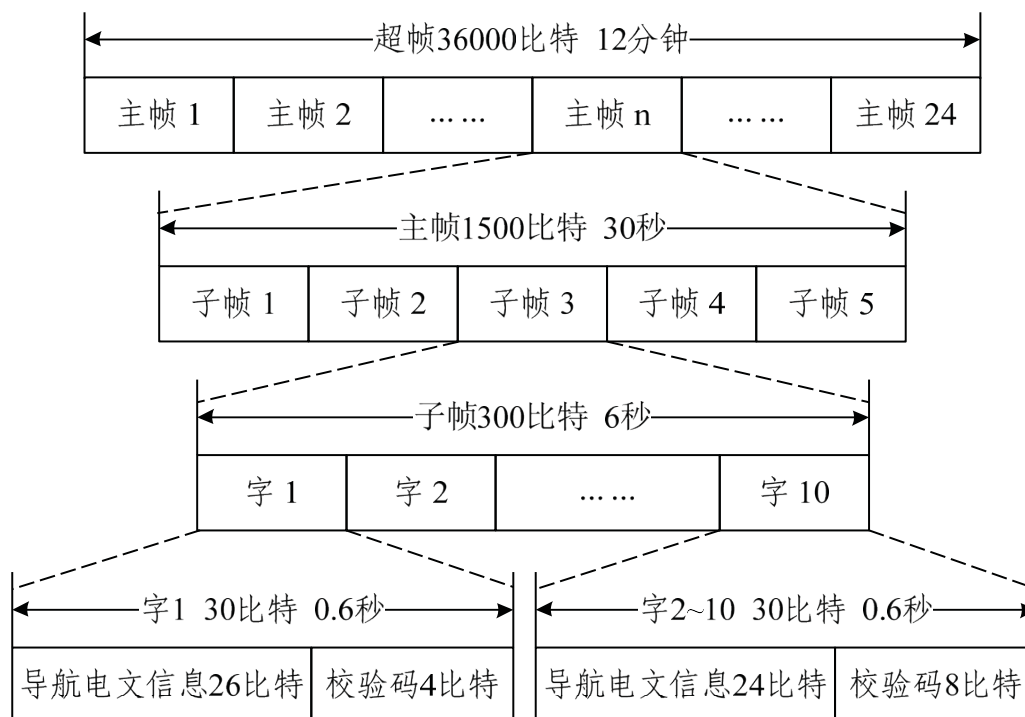 超帧36000比特 12分钟
主帧 1 主帧 2 …… 主帧 n …… 主帧 24
主帧1500比特 30秒
子帧 1 子帧 2 子帧 3 子帧 4 子帧 5
子帧300比特 6秒
字 1 字 2 …… 字 10
字1 30比特 0.6秒 字2~10 30比特 0.6秒
导航电文信息26比特 校验码4比特 导航电文信息24比特 校验码8比特